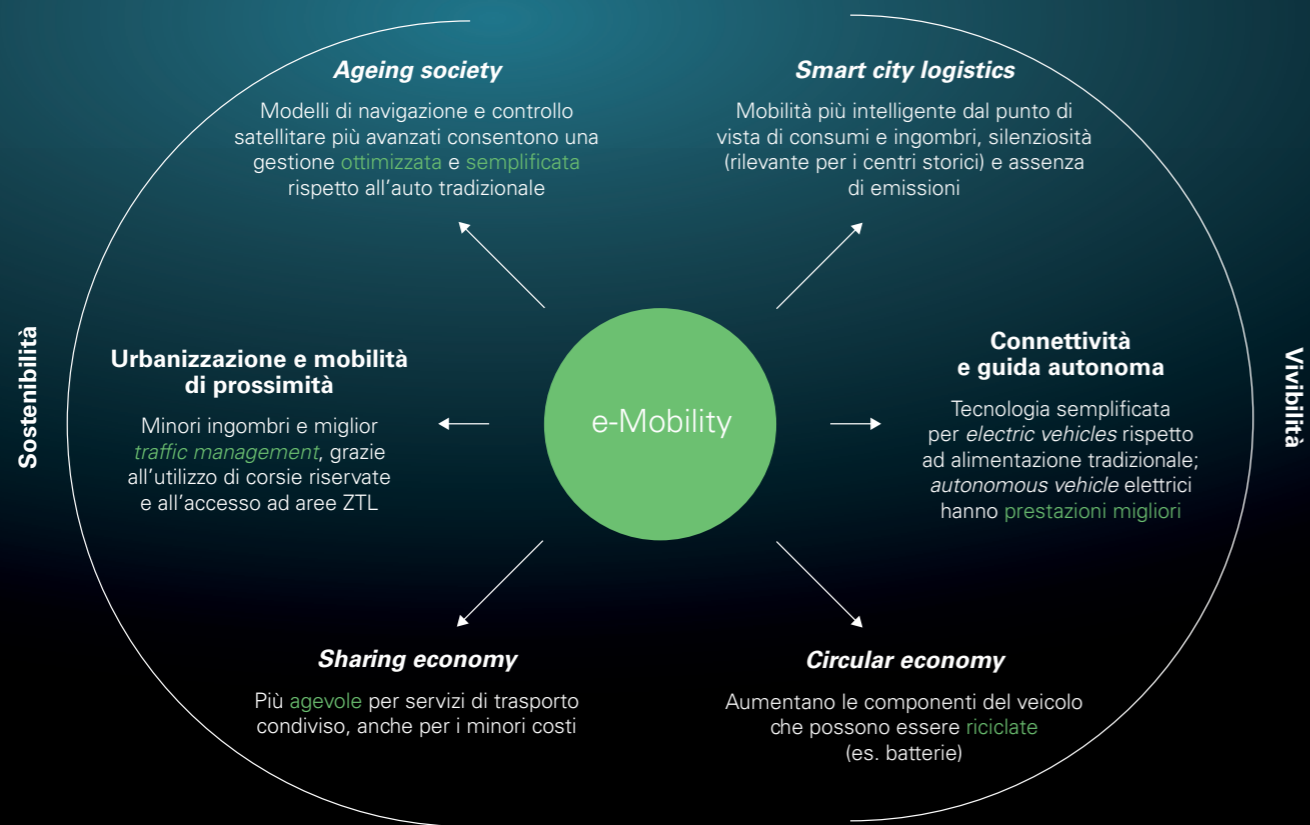 Ageing society
Modelli di navigazione e controllo
satellitare più avanzati consentono una
gestione ottimizzata e semplificata
rispetto all'auto tradizionale
Smart city logistics
Mobilità più intelligente dal punto di
vista di consumi e ingombri, silenziosità
(rilevante per i centri storici) e assenza
di emissioni
Sostenibilità
Urbanizzazione e mobilità
di prossimità
Minori ingombri e miglior
traffic management, grazie
all'utilizzo di corsie riservate
e all'accesso ad aree ZTL
e-Mobility
Connettività
e guida autonoma
Tecnologia semplificata
per electric vehicles rispetto
ad alimentazione tradizionale;
autonomous vehicle elettrici
hanno prestazioni migliori
Vivibilità
Sharing economy
Più agevole per servizi di trasporto
condiviso, anche per i minori costi
Circular economy
Aumentano le componenti del veicolo
che possono essere riciclate
(es. batterie)